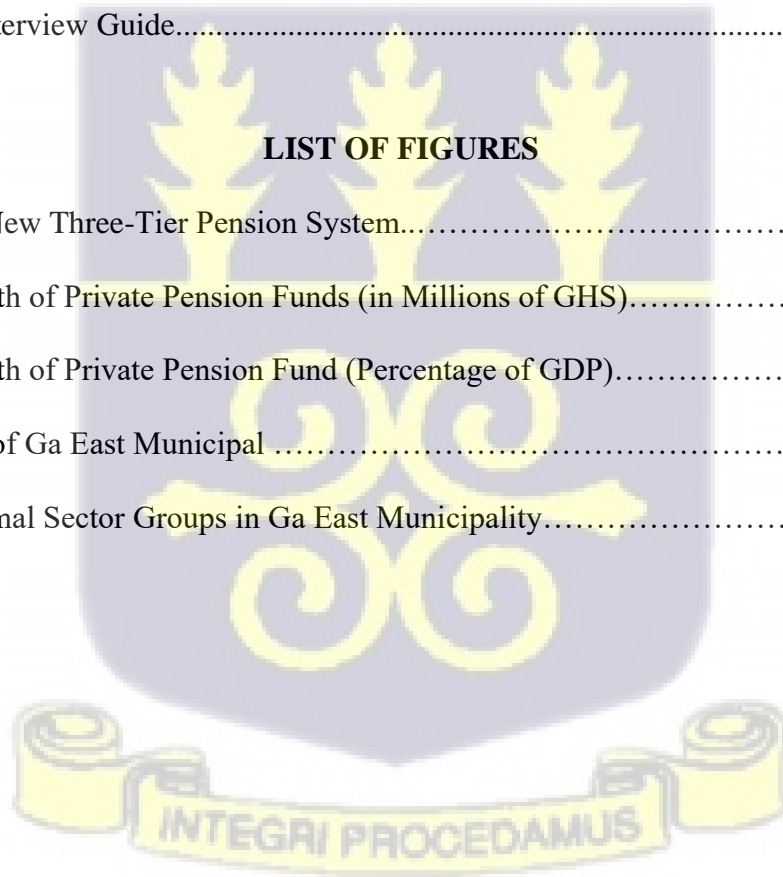 terview Guide..............................................................................
LIST OF FIGURES
New Three-Tier Pension System..………………………………………
th of Private Pension Funds (in Millions of GHS)……………
th of Private Pension Fund (Percentage of GDP)………………
of Ga East Municipal ……………………………………………………
mal Sector Groups in Ga East Municipality……………………
INTEGRI PROCEDAMUS